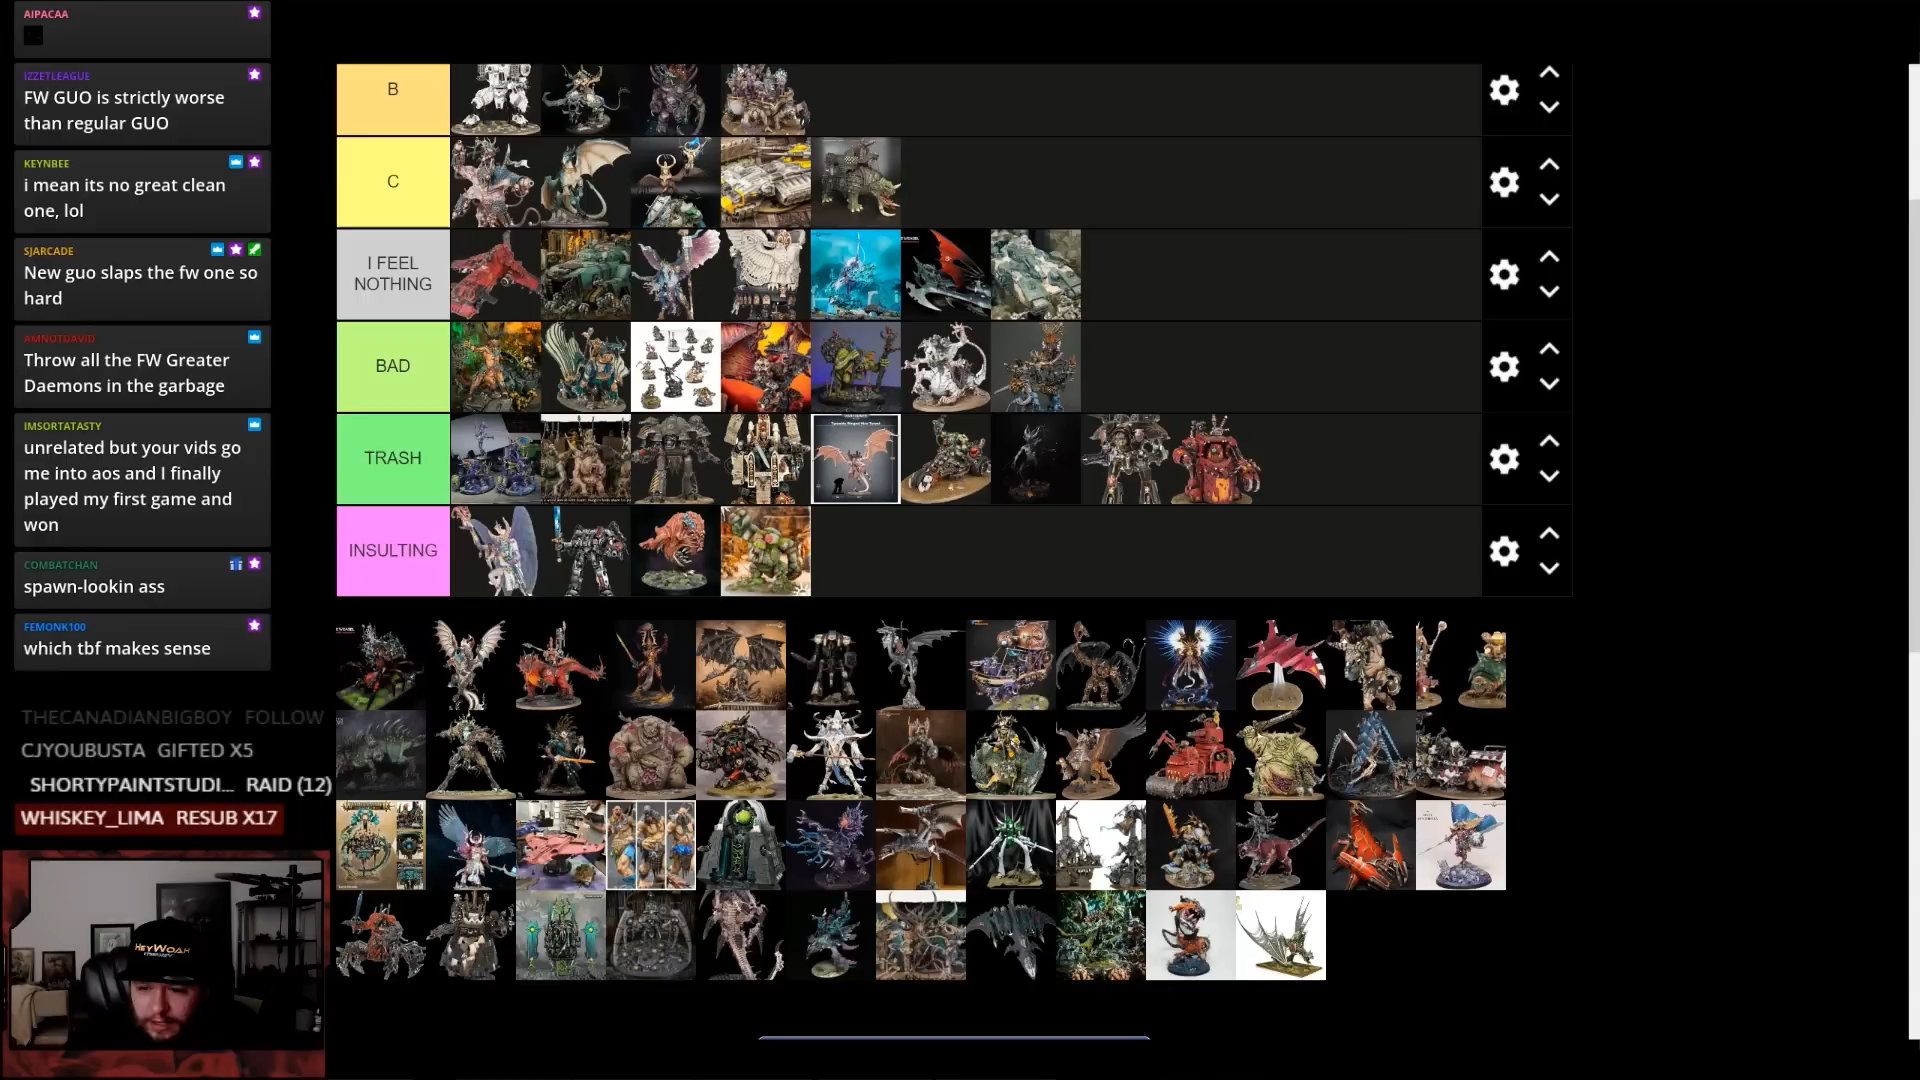 AIPACAA
IZZETLEAGUE
FW GUO is strictly worse
than regular GUO
KEYNBEE
i mean its no great clean
one, lol
SJARCADE
New guo slaps the fw one so
hard
AMNOTDAVID
Throw all the FW Greater
Daemons in the garbage
IMSORTATASTY
unrelated but your vids go
me into aos and I finally
played my first game and
won
COMBATCHAN
spawn-lookin ass
FEMONK100
which tbf makes sense
THECANADIANBIGBOY FOLLOW
CJYOUBUSTA GIFTED X5
SHORTYPAINTSTUDI... RAID (12)
WHISKEY_LIMA RESUB X17
HEYWOAH
B
C
I FEEL
NOTHING
BAD
TRASH
INSULTING